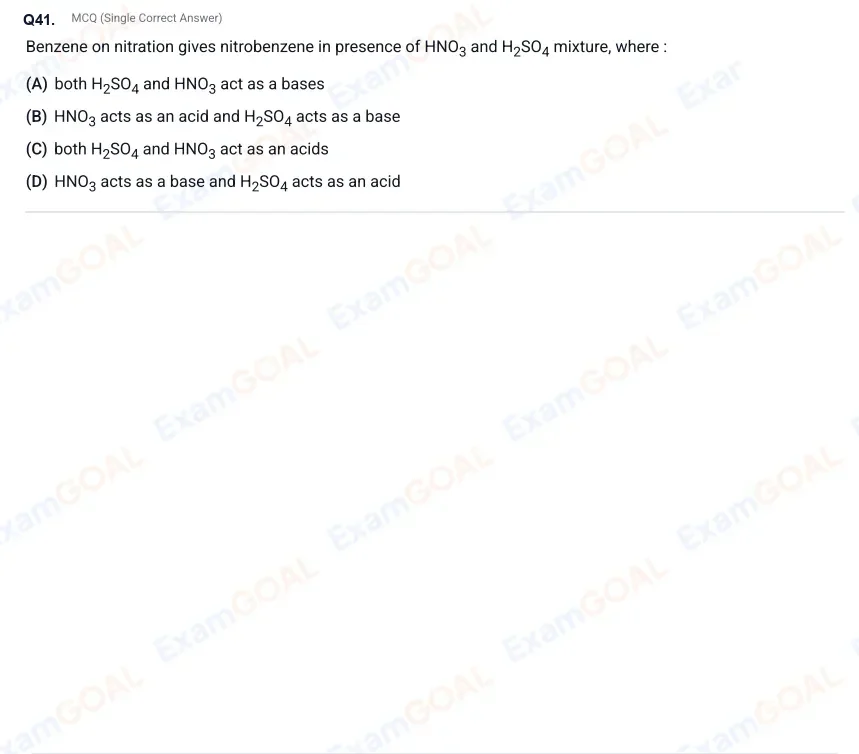 Q41. MCQ (Single Correct Answer)
Benzene on nitration gives nitrobenzene in presence of HNO₃ and H₂SO₄ mixture, where :
(A) both H₂SO₄ and HNO₃ act as a bases
(B) HNO₃ acts as an acid and H₂SO₄ acts as a base
(C) both H₂SO₄ and HNO₃ act as an acids
(D) HNO₃ acts as a base and H₂SO₄ acts as an acid
ExamGOAL